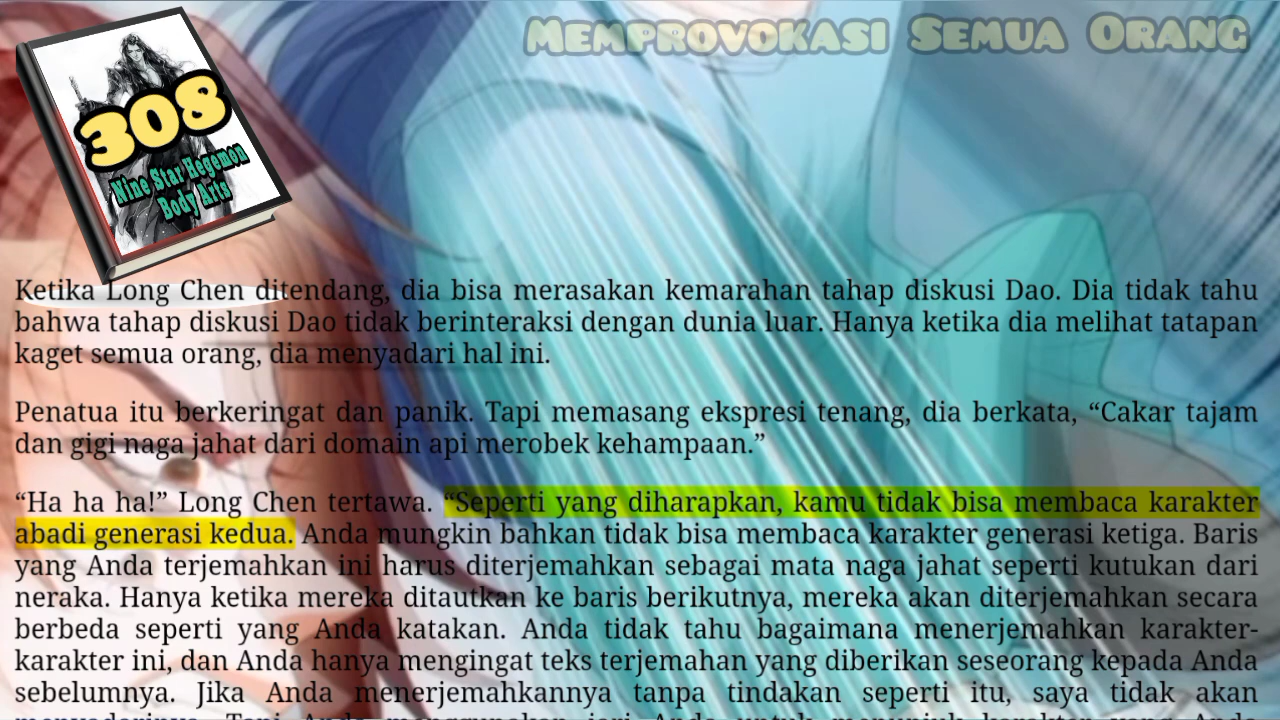 Memprovokasi Semua Orang
308
Nine Star Hegemon
Body Arts
Ketika Long Chen ditendang, dia bisa merasakan kemarahan tahap diskusi Dao. Dia tidak tahu
bahwa tahap diskusi Dao tidak berinteraksi dengan dunia luar. Hanya ketika dia melihat tatapan
kaget semua orang, dia menyadari hal ini.
Penatua itu berkeringat dan panik. Tapi memasang ekspresi tenang, dia berkata, “Cakar tajam
dan gigi naga jahat dari domain api merobek kehampaan.”
“Ha ha ha!” Long Chen tertawa. “Seperti yang diharapkan, kamu tidak bisa membaca karakter
abadi generasi kedua. Anda mungkin bahkan tidak bisa membaca karakter generasi ketiga. Baris
yang Anda terjemahkan ini harus diterjemahkan sebagai mata naga jahat seperti kutukan dari
neraka. Hanya ketika mereka ditautkan ke baris berikutnya, mereka akan diterjemahkan secara
berbeda seperti yang Anda katakan. Anda tidak tahu bagaimana menerjemahkan karakter-
karakter ini, dan Anda hanya mengingat teks terjemahan yang diberikan seseorang kepada Anda
sebelumnya. Jika Anda menerjemahkannya tanpa tindakan seperti itu, saya tidak akan